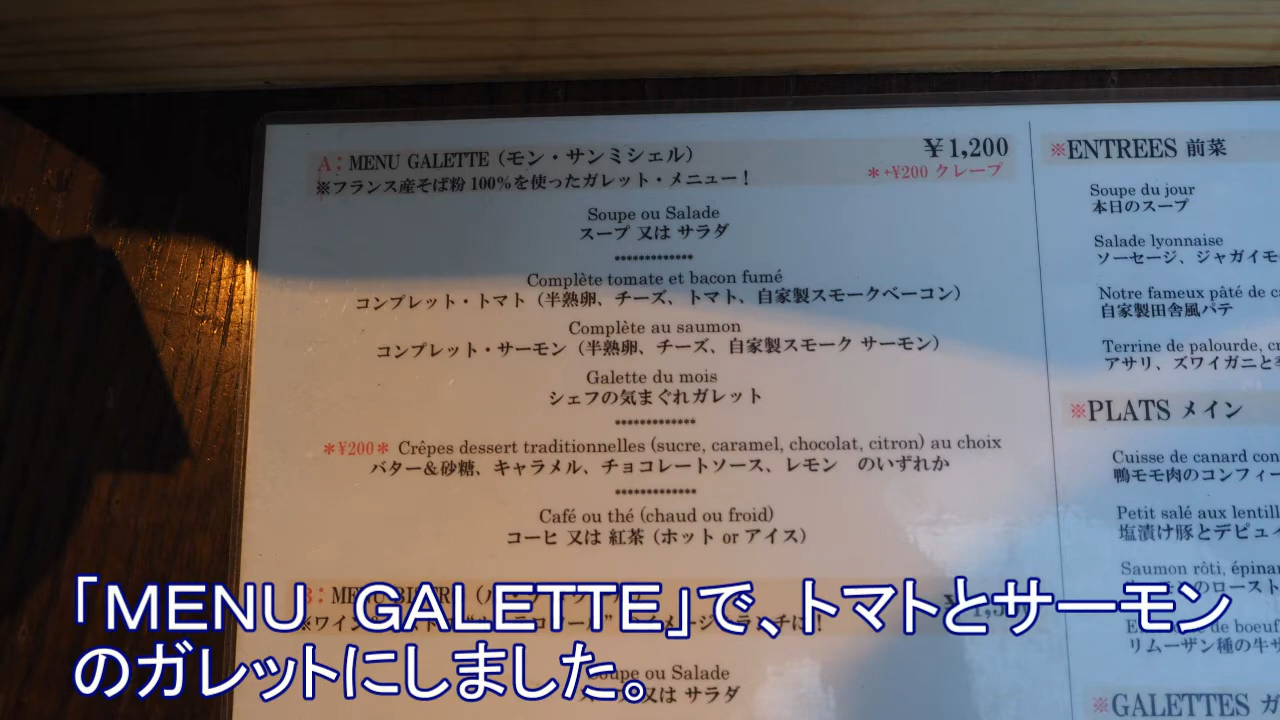 A: MENU GALETTE（モン・サンミシェル） ￥1,200
※フランス産そば粉100%を使ったガレット・メニュー！ ＊+¥200 クレープ
Soupe ou Salade
スープ 又は サラダ
*************
Complète tomate et bacon fumé
コンプレット・トマト（半熟卵、チーズ、トマト、自家製スモークベーコン）
Complète au saumon
コンプレット・サーモン（半熟卵、チーズ、自家製スモーク サーモン）
Galette du mois
シェフの気まぐれガレット
*************
＊¥200＊ Crêpes dessert traditionnelles (sucre, caramel, chocolat, citron) au choix
バター＆砂糖、キャラメル、チョコレートソース、レモン のいずれか
*************
Café ou thé (chaud ou froid)
コーヒ 又は 紅茶（ホット or アイス）
Soupe ou Salade
スープ 又は サラダ
※ENTREES 前菜
Soupe du jour
本日のスープ
Salade lyonnaise
ソーセージ、ジャガイモ
Notre fameux pâté de
自家製田舎風パテ
Terrine de palourde,
アサリ、ズワイガニと
※PLATS メイン
Cuisse de canard con
鴨モモ肉のコンフィー
Petit salé aux lentill
塩漬け豚とデピュイ
Saumon rôti, épinar
のロースト
de boeuf
リムーザン種の牛
※GALETTES ガ
「MENU GALETTE」で、トマトとサーモン
のガレットにしました。